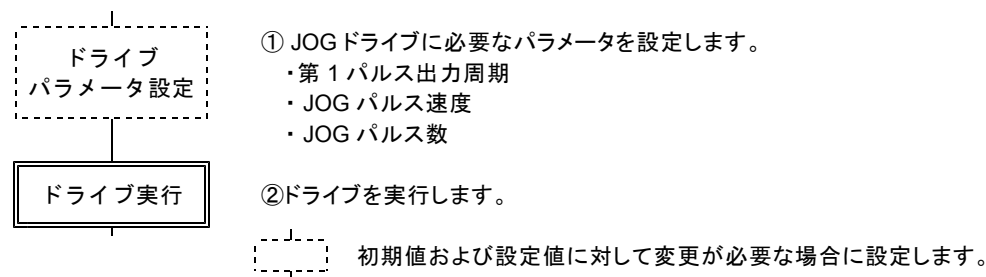 ドライブ
パラメータ設定
① JOGドライブに必要なパラメータを設定します。
・第 1 パルス出力周期
・ JOG パルス速度
・ JOG パルス数
ドライブ実行
②ドライブを実行します。
初期値および設定値に対して変更が必要な場合に設定します。